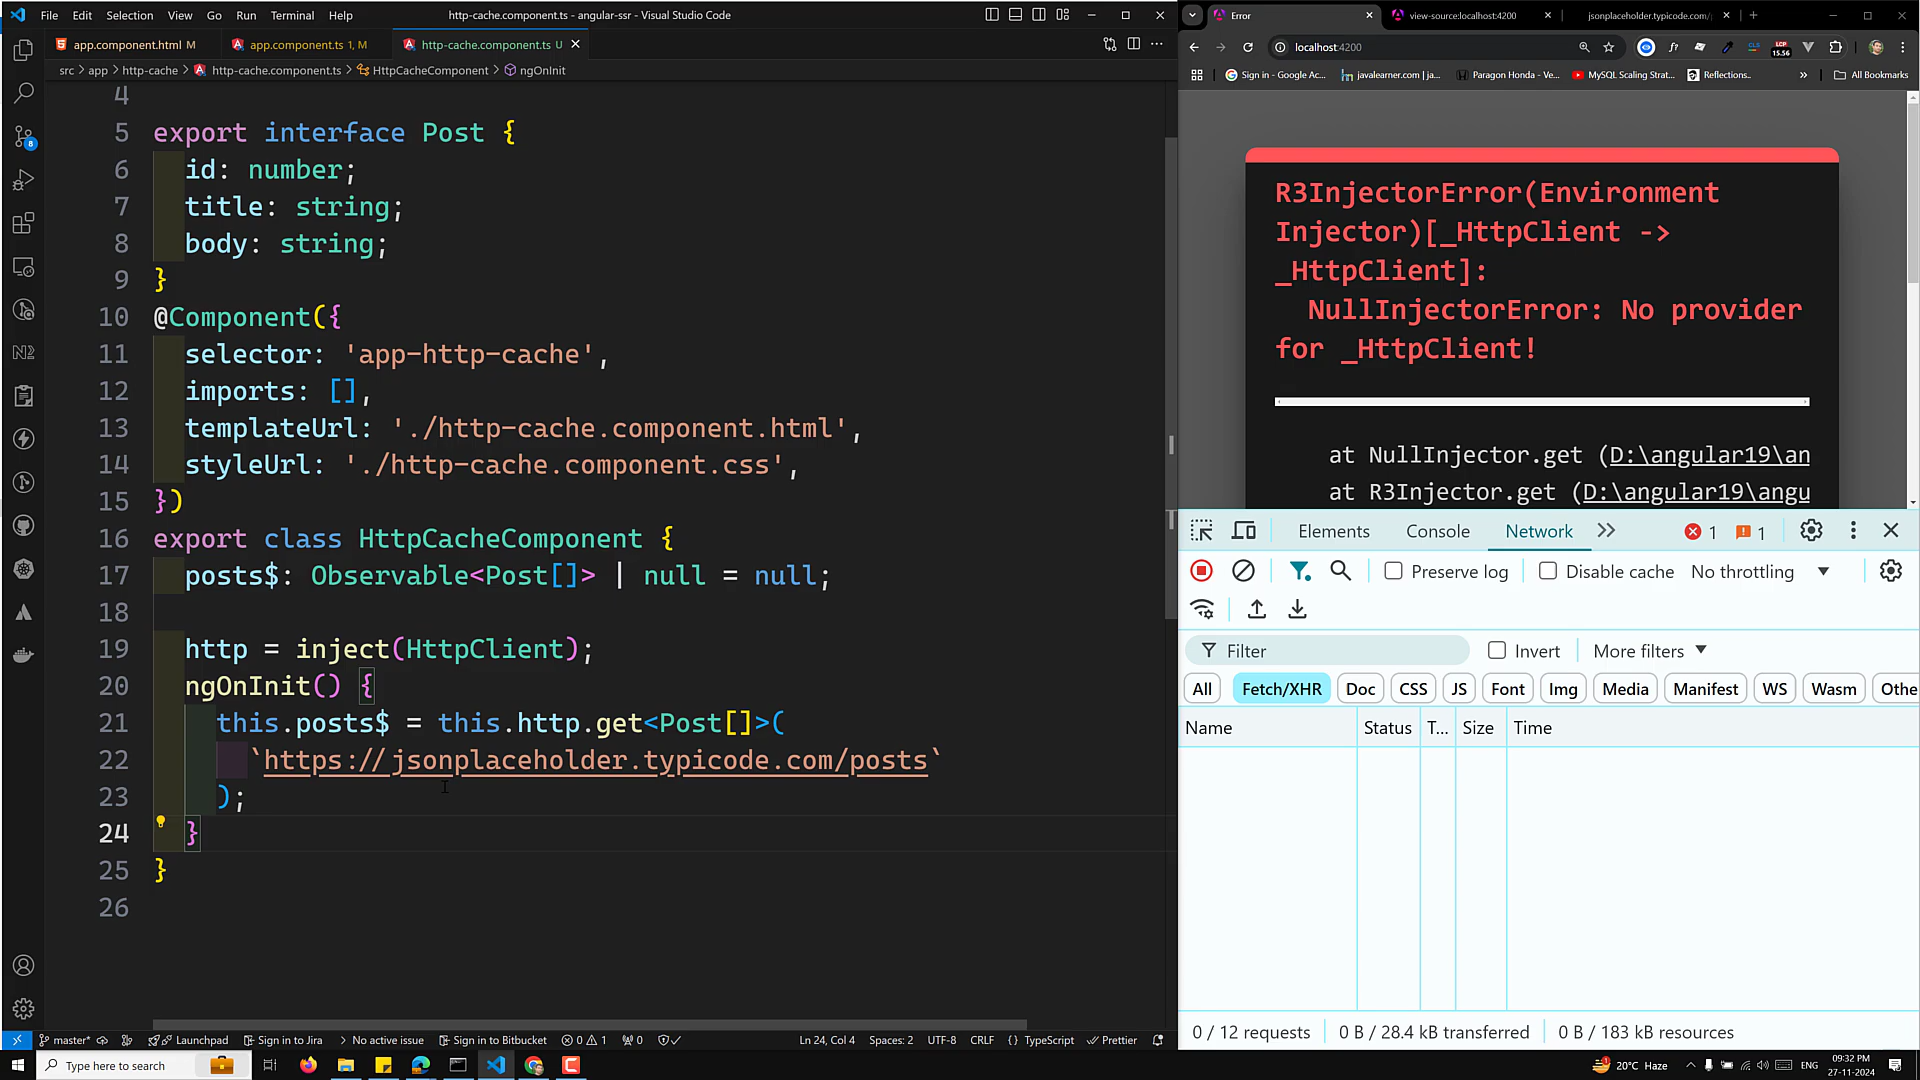 File Edit Selection View Go Run Terminal Help
http-cache.component.ts - angular-ssr - Visual Studio Code
app.component.html M
app.component.ts 1, M
http-cache.component.ts U
src > app > http-cache > http-cache.component.ts > HttpCacheComponent > ngOnInit
4
5 export interface Post {
6 id: number;
7 title: string;
8 body: string;
9 }
10 @Component({
11 selector: 'app-http-cache',
12 imports: [],
13 templateUrl: './http-cache.component.html',
14 styleUrl: './http-cache.component.css',
15 })
16 export class HttpCacheComponent {
17 posts$: Observable<Post[]> | null = null;
18
19 http = inject(HttpClient);
20 ngOnInit() {
21 this.posts$ = this.http.get<Post[]>(
22 `https://jsonplaceholder.typicode.com/posts`
23 );
24 }
25 }
26
8
master* Launchpad Sign in to Jira No active issue Sign in to Bitbucket 0 1 0
Ln 24, Col 4 Spaces: 2 UTF-8 CRLF {} TypeScript Prettier
Error
view-source:localhost:4200
jsonplaceholder.typicode.com/
localhost:4200
f? CLS LCP 15.56
Sign in - Google Ac...
javalearner.com | ja...
Paragon Honda - Ve...
MySQL Scaling Strat...
Reflections..
All Bookmarks
R3InjectorError(Environment
Injector)[_HttpClient ->
_HttpClient]:
NullInjectorError: No provider
for _HttpClient!
at NullInjector.get (D:\angular19\an
at R3Injector.get (D:\angular19\angu
Elements Console Network 1 1
Preserve log Disable cache No throttling
Filter Invert More filters
All Fetch/XHR Doc CSS JS Font Img Media Manifest WS Wasm Othe
Name Status T... Size Time
0 / 12 requests 0 B / 28.4 kB transferred 0 B / 183 kB resources
Type here to search
20°C Haze
ENG
09:32 PM
27-11-2024